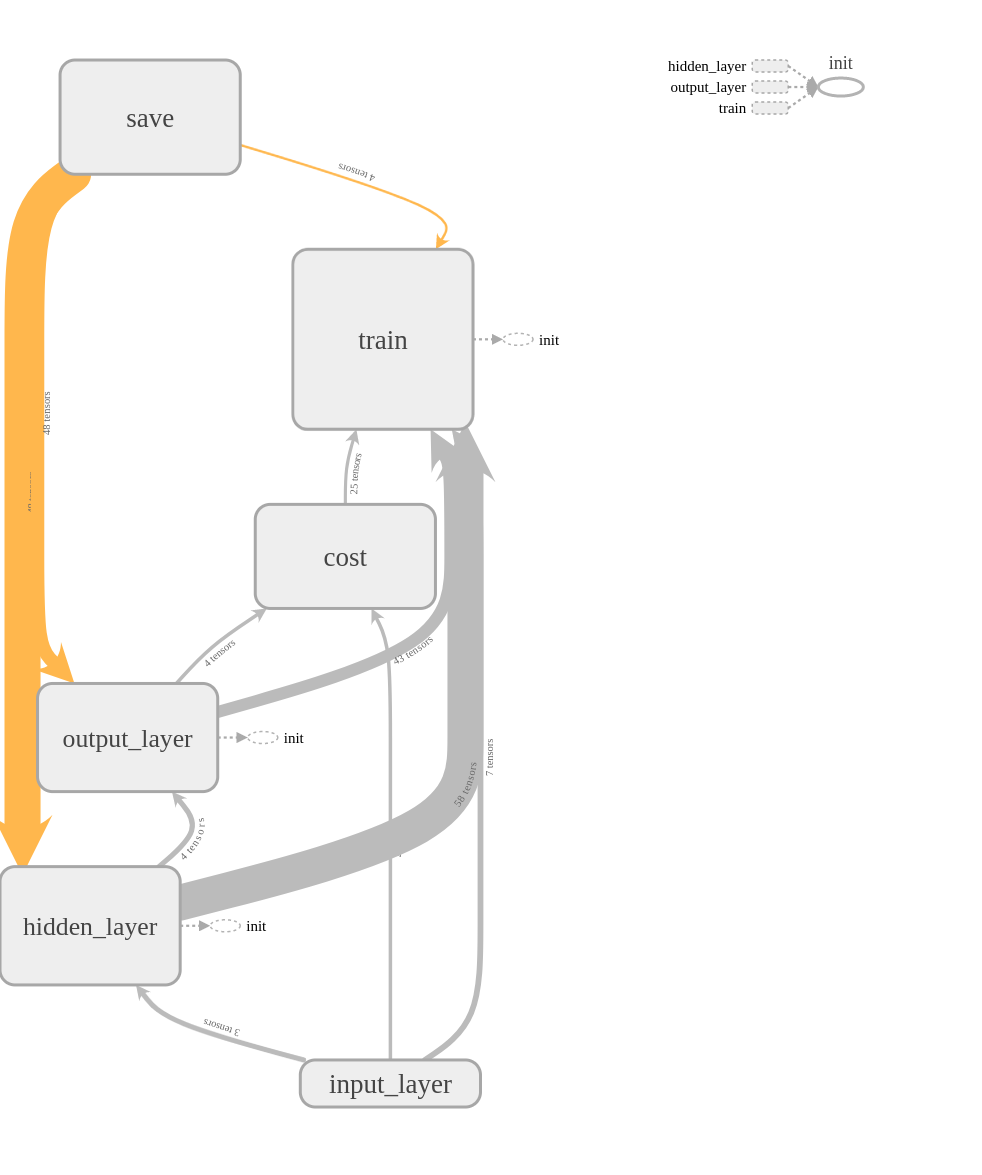 save
hidden_layer
output_layer
train
init
4 tensors
train
init
48 tensors
25 tensors
cost
4 tensors
43 tensors
output_layer
init
58 tensors
7 tensors
4 tensors
hidden_layer
init
3 tensors
input_layer